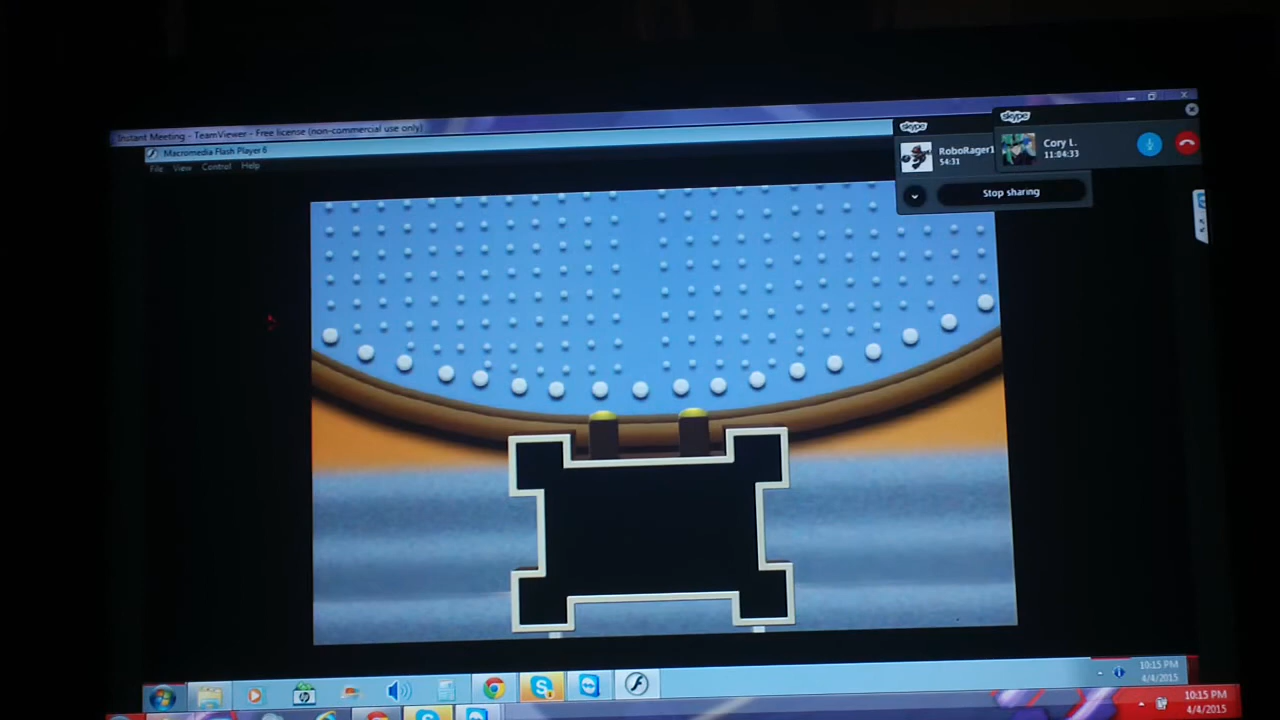 Instant Meeting - TeamViewer - Free license (non-commercial use only)
Macromedia Flash Player 6
File View Control Help
skype
RoboRager1
54:31
skype
Cory L.
11:04:33
Stop sharing
10:15 PM
4/4/2015
10:15 PM
4/4/2015